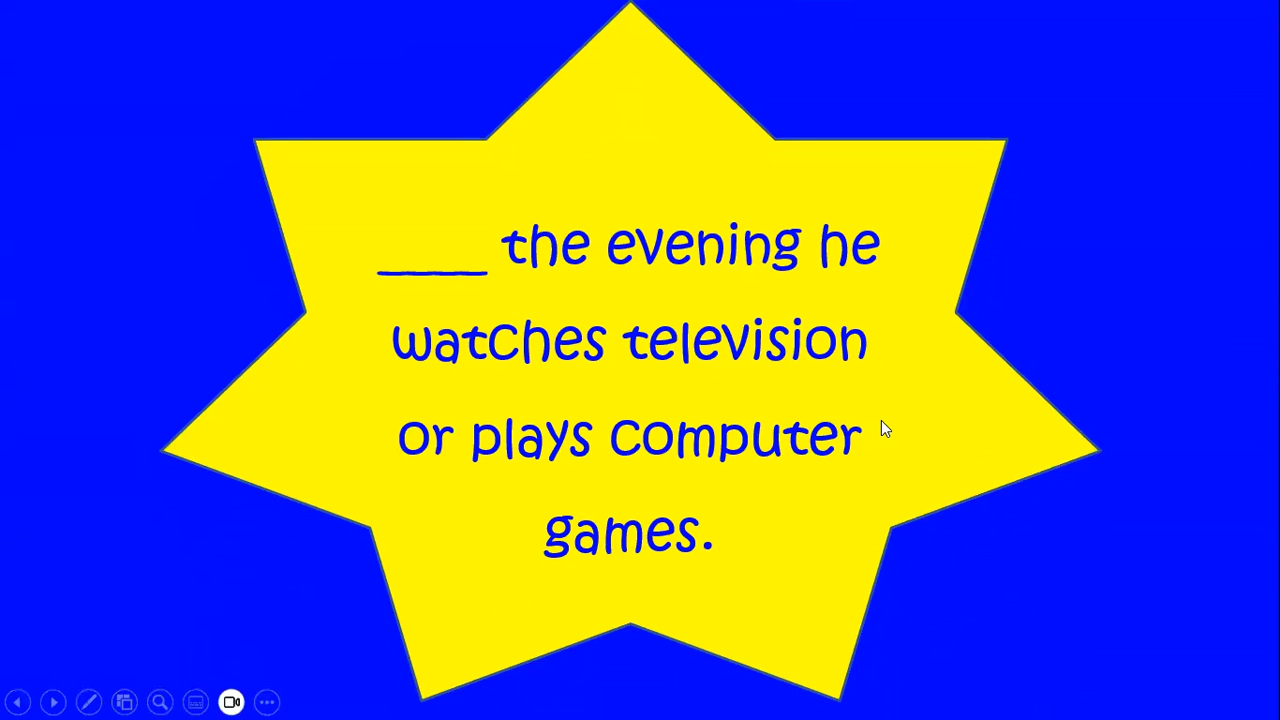 ____ the evening he
watches television
or plays computer
games.